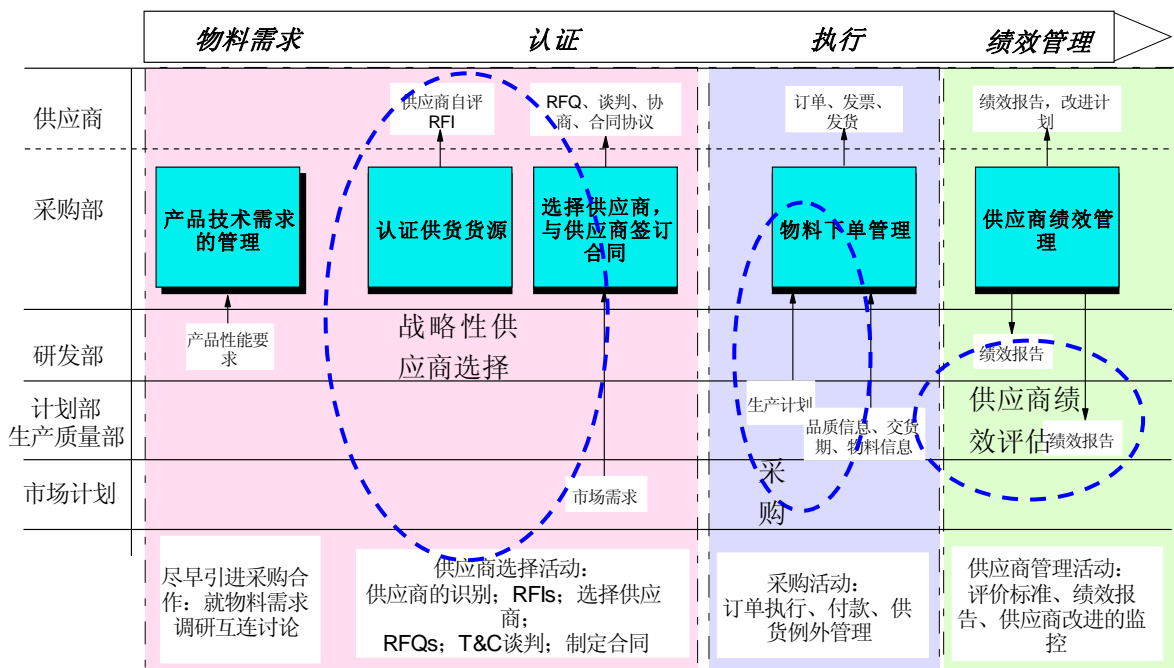 物料需求
认证
执行
绩效管理
供应商
供应商自评
RFI
RFQ、谈判、协
商、合同协议
订单、发票、
发货
绩效报告，改进计
划
采购部
产品技术需求
的管理
认证供货货源
选择供应商，
与供应商签订
合同
物料下单管理
供应商绩效管
理
研发部
产品性能要
求
战略性供
应商选择
绩效报告
计划部
生产质量部
生产计划
品质信息、交货
期、物料信息
供应商绩
效评估
绩效报告
采
购
市场计划
市场需求
尽早引进采购合
作：就物料需求
调研互连讨论
供应商选择活动：
供应商的识别；RFIs；选择供应
商；
RFQs；T&C谈判；制定合同
采购活动：
订单执行、付款、供
货例外管理
供应商管理活动：
评价标准、绩效报
告、供应商改进的监
控